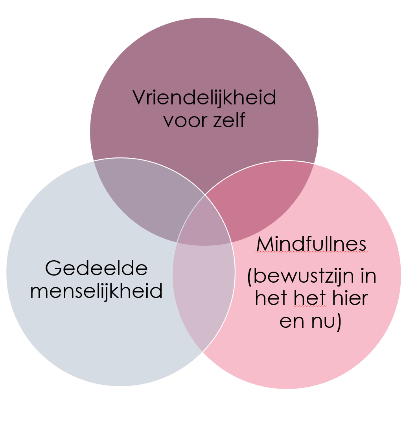 Vriendelijkheid
voor zelf
Gedeelde
menselijkheid
Mindfullnes
(bewustzijn in
het het hier
en nu)